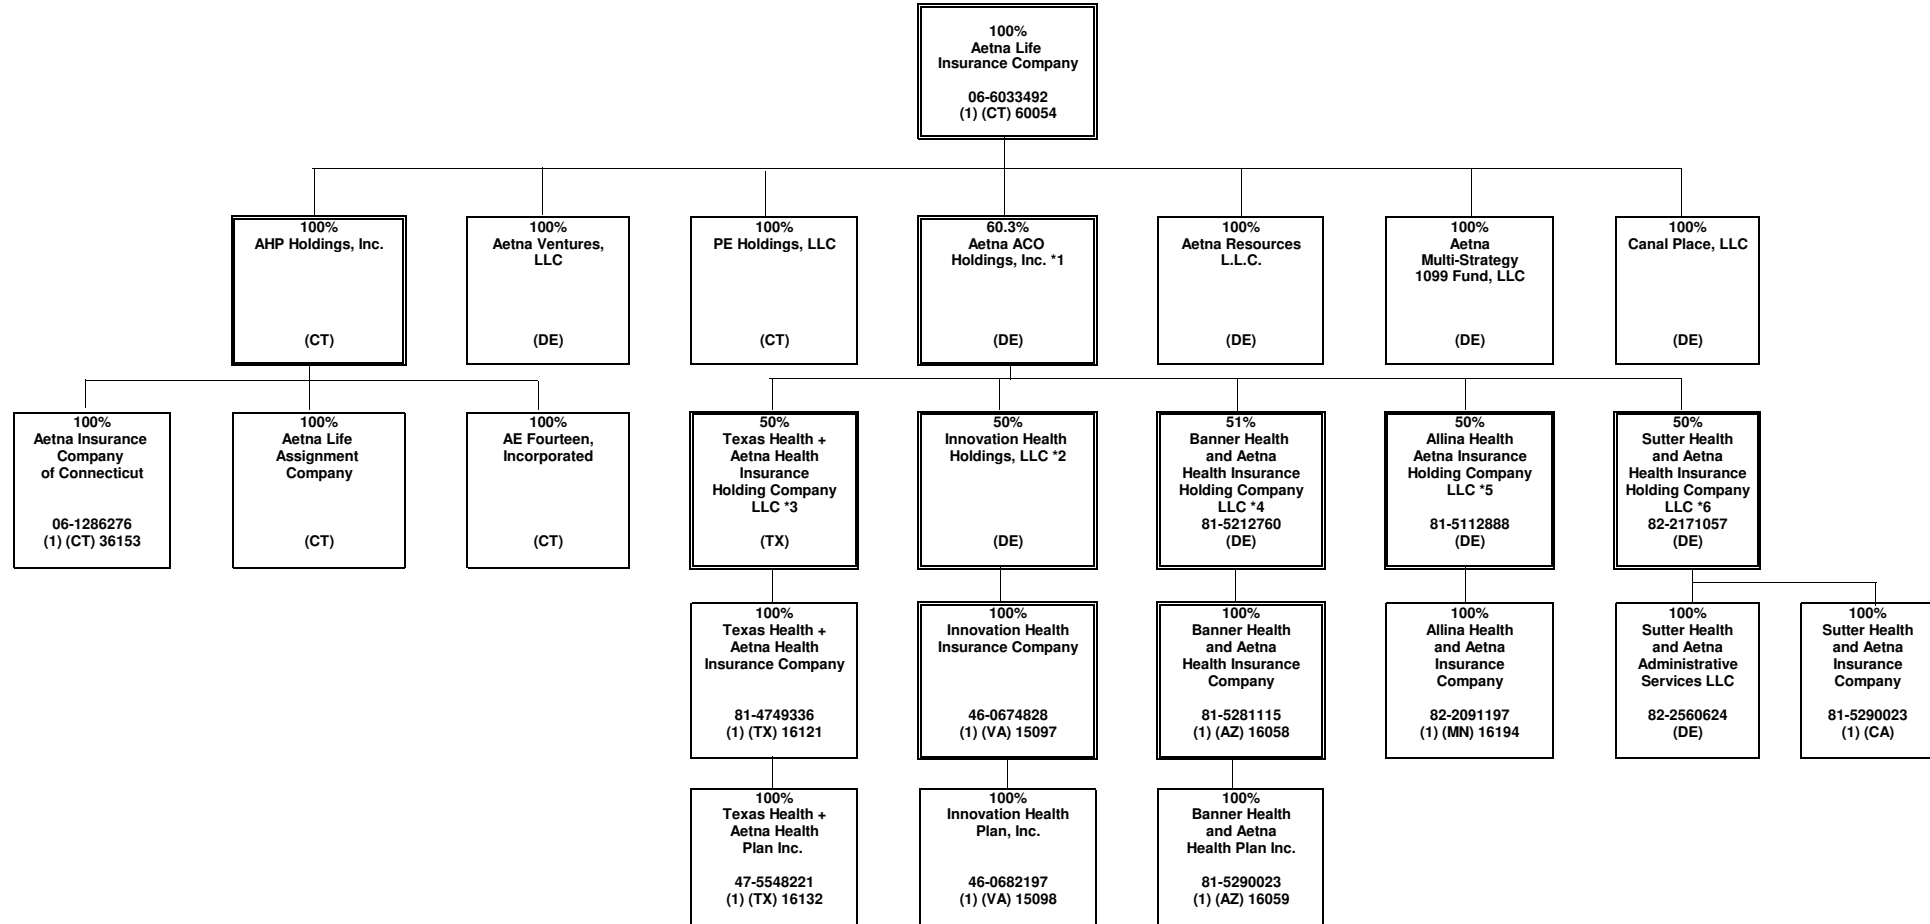 100%
Aetna Life
Insurance Company
06-6033492
(1) (CT) 60054
100%
AHP Holdings, Inc.
(CT)
100%
Aetna Ventures,
LLC
(DE)
100%
PE Holdings, LLC
(CT)
60.3%
Aetna ACO
Holdings, Inc. *1
(DE)
100%
Aetna Resources
L.L.C.
(DE)
100%
Aetna
Multi-Strategy
1099 Fund, LLC
(DE)
100%
Canal Place, LLC
(DE)
100%
Aetna Insurance
Company
of Connecticut
06-1286276
(1) (CT) 36153
100%
Aetna Life
Assignment
Company
(CT)
100%
AE Fourteen,
Incorporated
(CT)
50%
Texas Health +
Aetna Health
Insurance
Holding Company
LLC *3
(TX)
50%
Innovation Health
Holdings, LLC *2
(DE)
51%
Banner Health
and Aetna
Health Insurance
Holding Company
LLC *4
81-5212760
(DE)
50%
Allina Health
Aetna Insurance
Holding Company
LLC *5
81-5112888
(DE)
50%
Sutter Health
and Aetna
Health Insurance
Holding Company
LLC *6
82-2171057
(DE)
100%
Texas Health +
Aetna Health
Insurance Company
81-4749336
(1) (TX) 16121
100%
Innovation Health
Insurance Company
46-0674828
(1) (VA) 15097
100%
Banner Health
and Aetna
Health Insurance
Company
81-5281115
(1) (AZ) 16058
100%
Allina Health
and Aetna
Insurance
Company
82-2091197
(1) (MN) 16194
100%
Sutter Health
and Aetna
Administrative
Services LLC
82-2560624
(DE)
100%
Sutter Health
and Aetna
Insurance
Company
81-5290023
(1) (CA)
100%
Texas Health +
Aetna Health
Plan Inc.
47-5548221
(1) (TX) 16132
100%
Innovation Health
Plan, Inc.
46-0682197
(1) (VA) 15098
100%
Banner Health
and Aetna
Health Plan Inc.
81-5290023
(1) (AZ) 16059